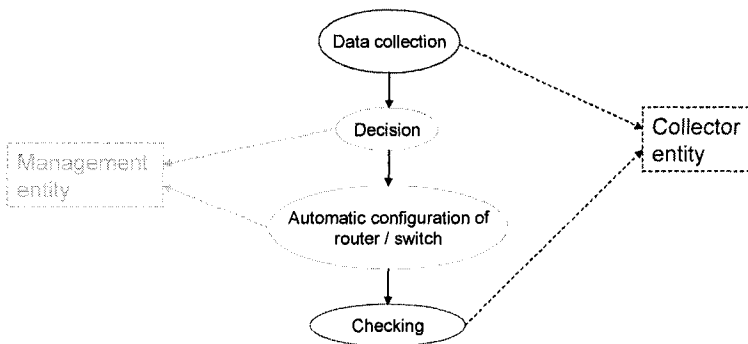 Data collection
Decision
Collector
entity
Management
entity
Automatic configuration of
router / switch
Checking